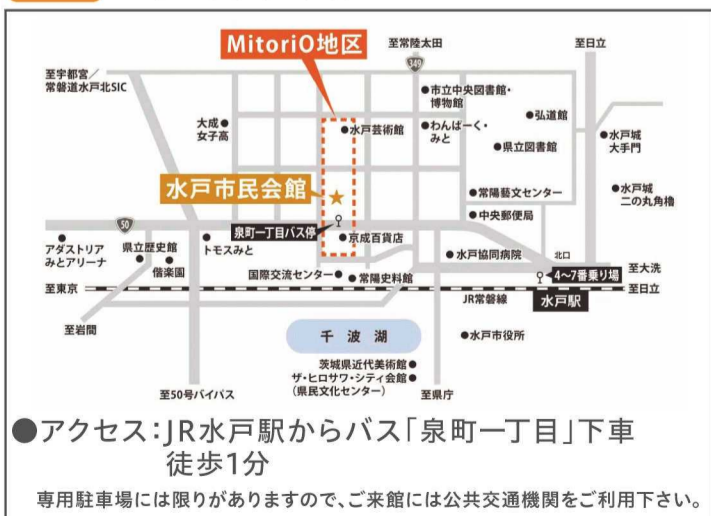 MitoriO地区
至常陸太田
至日立
349
至宇都宮／
常磐道水戸北SIC
市立中央図書館・
博物館
弘道館
大成
女子高
水戸芸術館
わんぱーく・
みと
県立図書館
水戸城
大手門
水戸市民会館
常陽藝文センター
水戸城
二の丸角櫓
50
泉町一丁目バス停
中央郵便局
アダストリア
みとアリーナ
県立歴史館
偕楽園
トモスみと
京成百貨店
水戸協同病院
北口
国際交流センター
常陽史料館
4〜7番乗り場
至大洗
至東京
JR常磐線
水戸駅
至日立
至岩間
千波湖
水戸市役所
茨城県近代美術館
ザ・ヒロサワ・シティ会館
（県民文化センター）
至50号バイパス
至県庁
●アクセス：JR水戸駅からバス「泉町一丁目」下車
徒歩1分
専用駐車場には限りがありますので、ご来館には公共交通機関をご利用下さい。